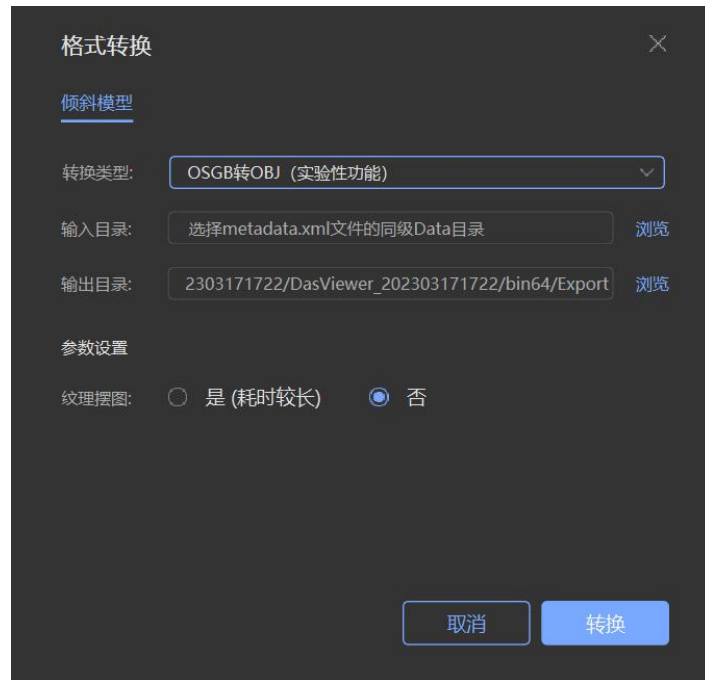 格式转换
倾斜模型
转换类型: OSGB转OBJ (实验性功能)
输入目录: 选择metadata.xml文件的同级Data目录 浏览
输出目录: 2303171722/DasViewer_202303171722/bin64/Export 浏览
参数设置
纹理摆图: 是 (耗时较长) 否
取消 转换